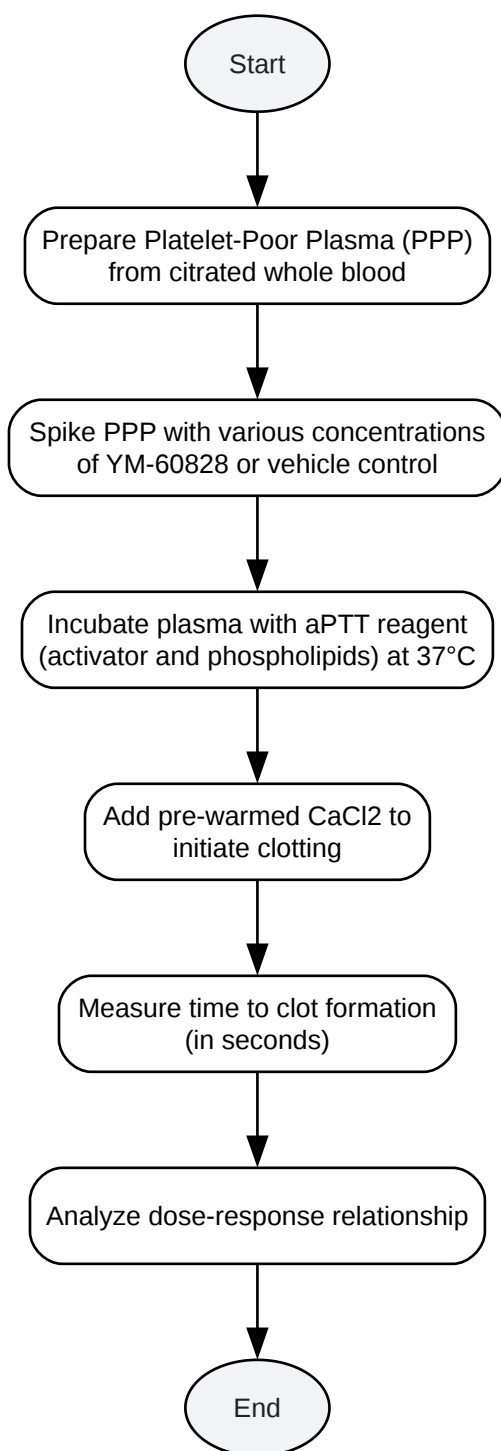 Start
Prepare Platelet-Poor Plasma (PPP)
from citrated whole blood
Spike PPP with various concentrations
of YM-60828 or vehicle control
Incubate plasma with aPTT reagent
(activator and phospholipids) at 37°C
Add pre-warmed CaCl2 to
initiate clotting
Measure time to clot formation
(in seconds)
Analyze dose-response relationship
End